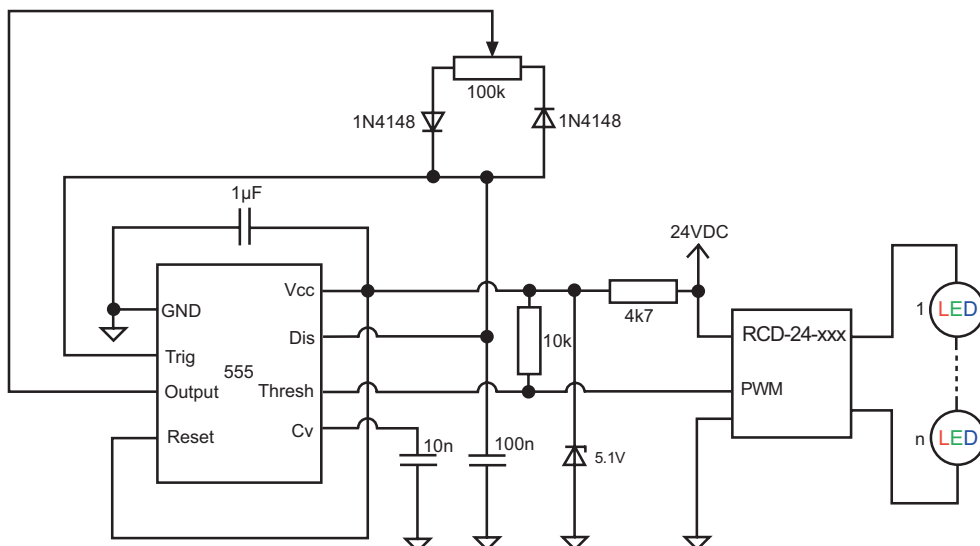 100k
1N4148
1N4148
1µF
24VDC
Vcc
GND
4k7
RCD-24-xxx
1
LED
Dis
10k
Trig
555
Output
Thresh
PWM
Reset
Cv
10n
100n
5.1V
n
LED